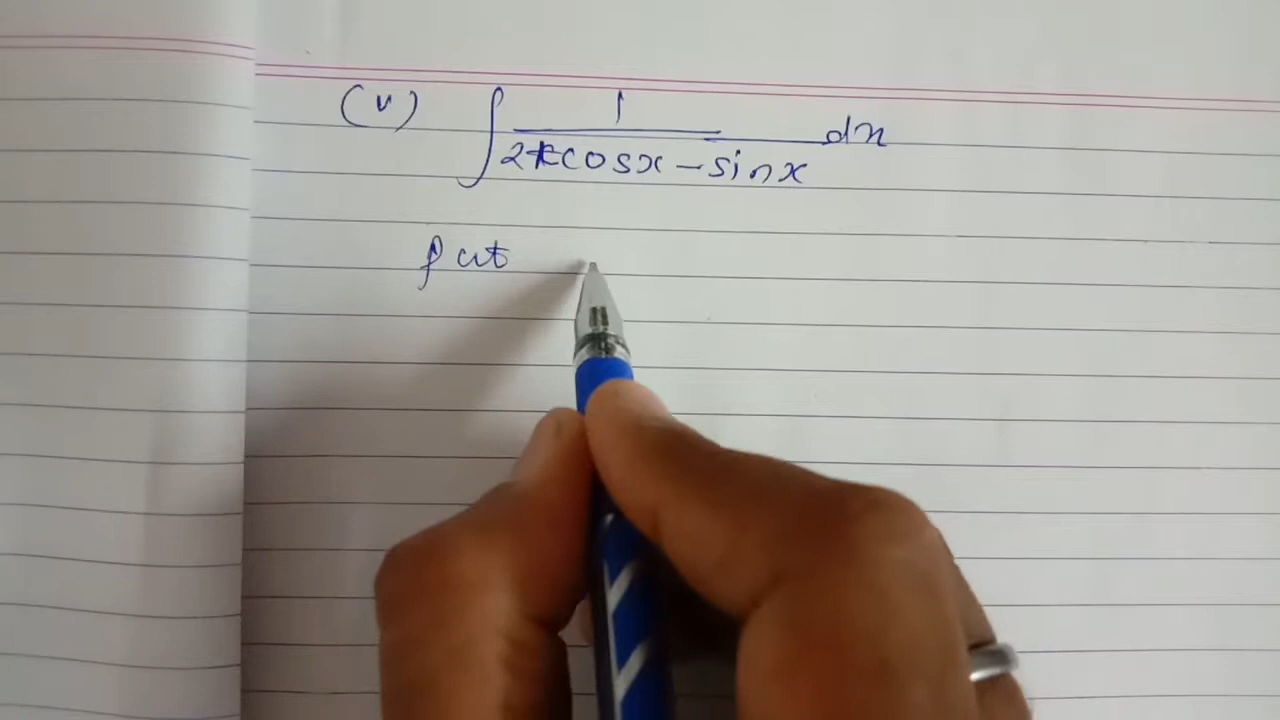 (v) ∫ 1 / (2+cosx - sinx) dx
put